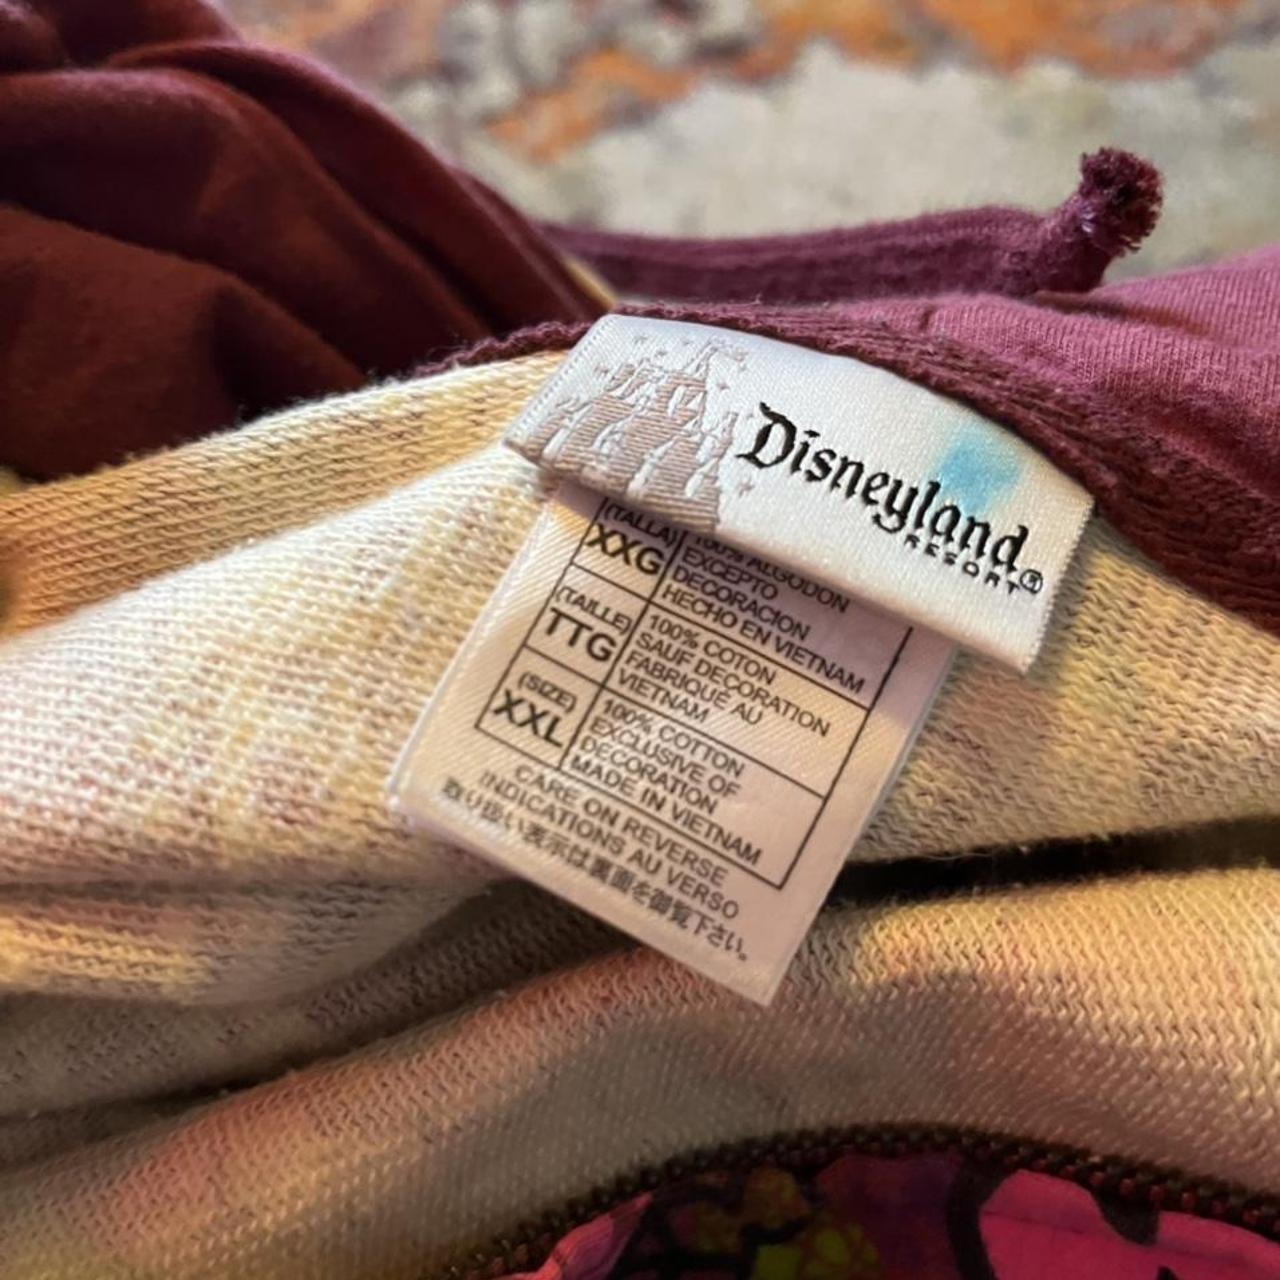 Disneyland®
RESORT
(TALLA)
XXG
100% ALGODON
EXCEPTO
DECORACION
HECHO EN VIETNAM
(TAILLE)
TTG
100% COTON
SAUF DECORATION
FABRIQUÉ AU
VIETNAM
(SIZE)
XXL
100% COTTON
EXCLUSIVE OF
DECORATION
MADE IN VIETNAM
CARE ON REVERSE
INDICATIONS AU VERSO
取り扱い表示は裏面を御覧下さい。